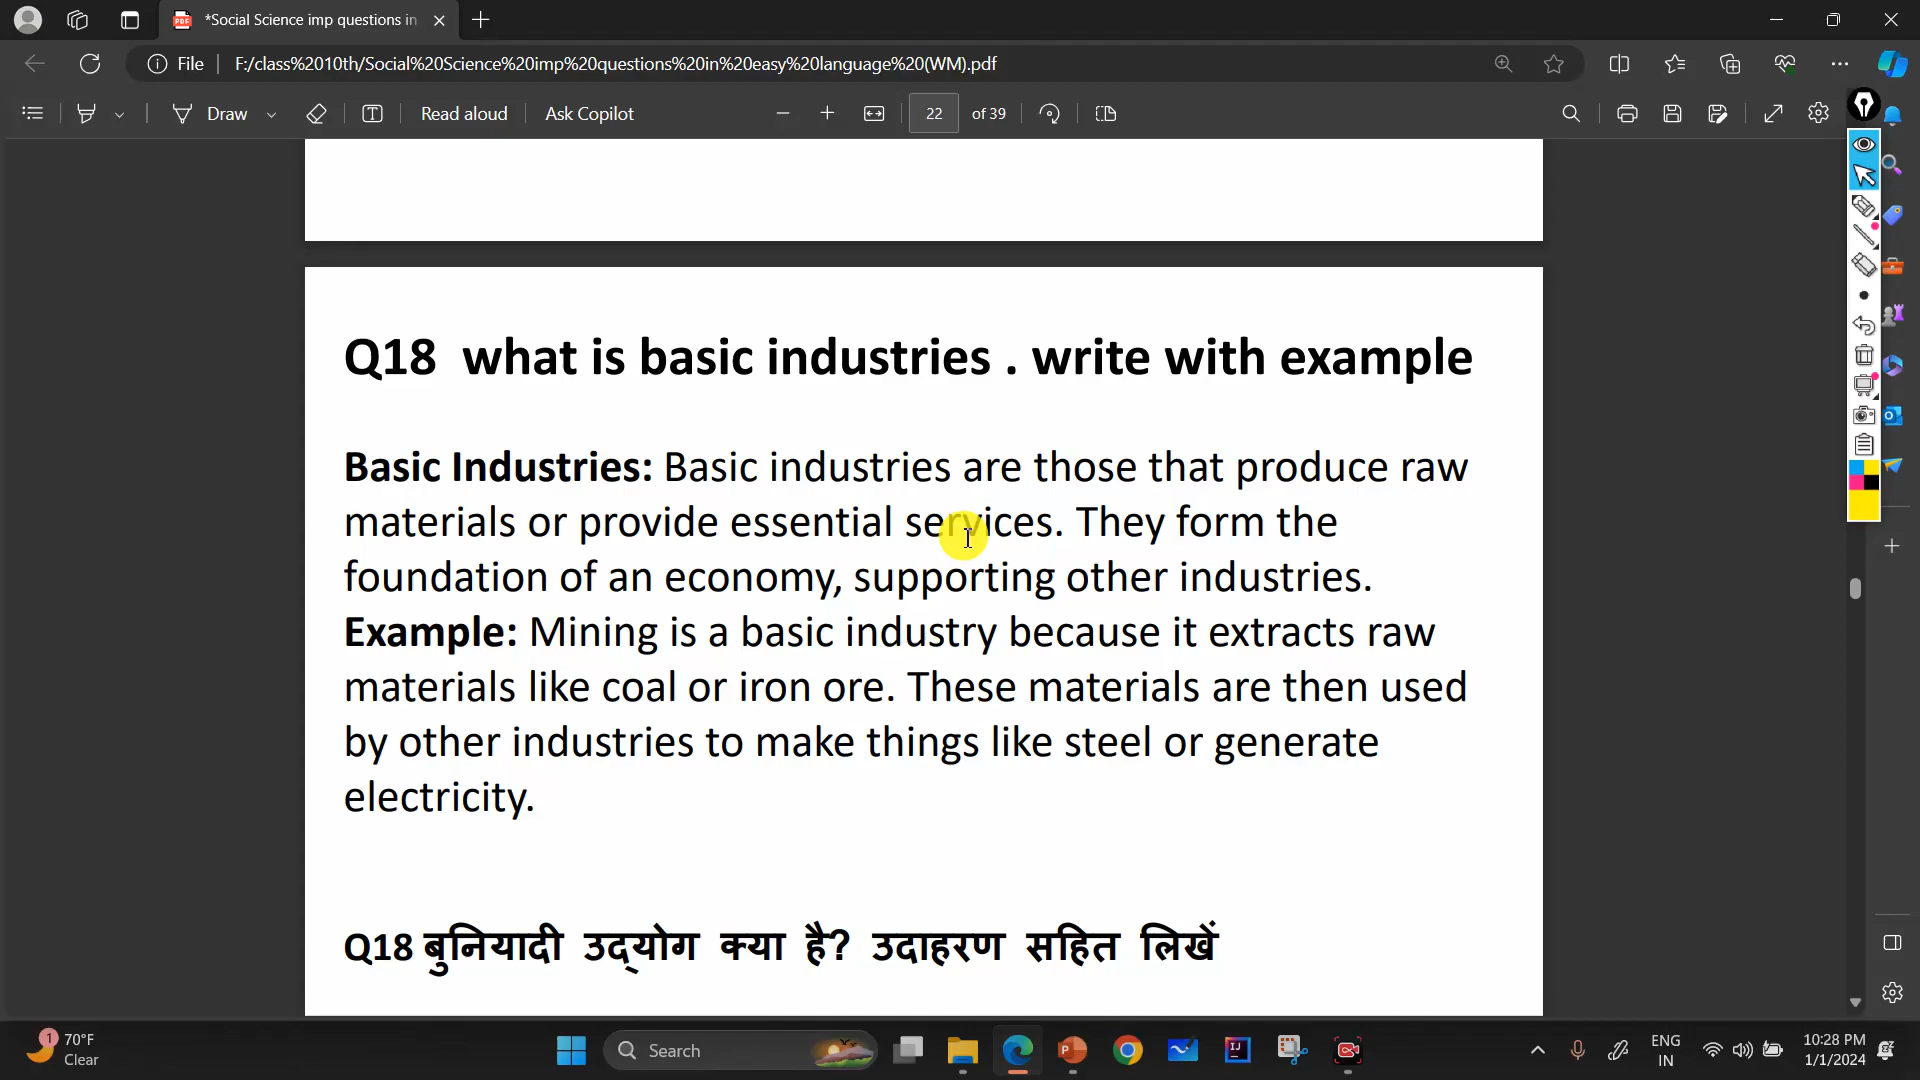 *Social Science imp questions in
File
F:/class%2010th/Social%20Science%20imp%20questions%20in%20easy%20language%20(WM).pdf
Draw
Read aloud
Ask Copilot
22
of 39
Q18 what is basic industries . write with example
Basic Industries: Basic industries are those that produce raw
materials or provide essential services. They form the
foundation of an economy, supporting other industries.
Example: Mining is a basic industry because it extracts raw
materials like coal or iron ore. These materials are then used
by other industries to make things like steel or generate
electricity.
Q18 बुनियादी उद्योग क्या है? उदाहरण सहित लिखें
1
70°F
Clear
Search
ENG
IN
10:28 PM
1/1/2024